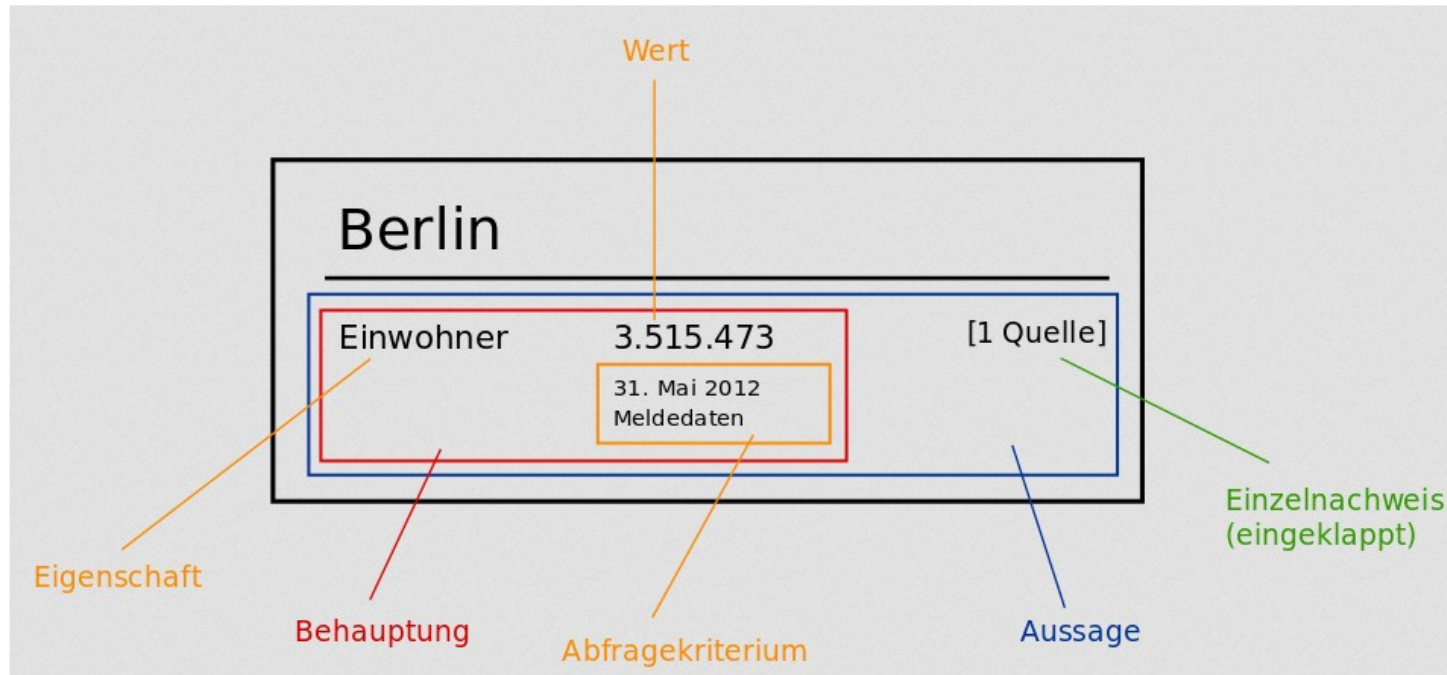 Wert
Berlin
Einwohner 3.515.473 [1 Quelle]
31. Mai 2012
Meldedaten
Einzelnachweis
(eingeklappt)
Eigenschaft
Behauptung
Abfragekriterium
Aussage